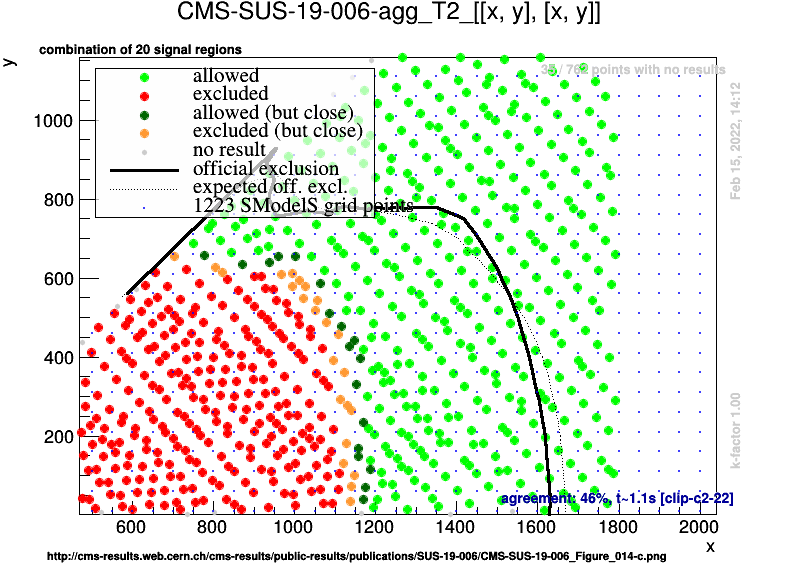 CMS-SUS-19-006-agg_T2_[[x, y], [x, y]]
y
combination of 20 signal regions
points with no results
allowed
excluded
allowed (but close)
excluded (but close)
no result
official exclusion
expected off. excl.
1223 SModelS grid points
1000
800
600
400
200
600 800 1000 1200 1400 1600 1800 2000
x
agreement: 46%, t~1.1s [clip-c2-22]
Feb 15, 2022, 14:12
k-factor 1.00
http://cms-results.web.cern.ch/cms-results/public-results/publications/SUS-19-006/CMS-SUS-19-006_Figure_014-c.png